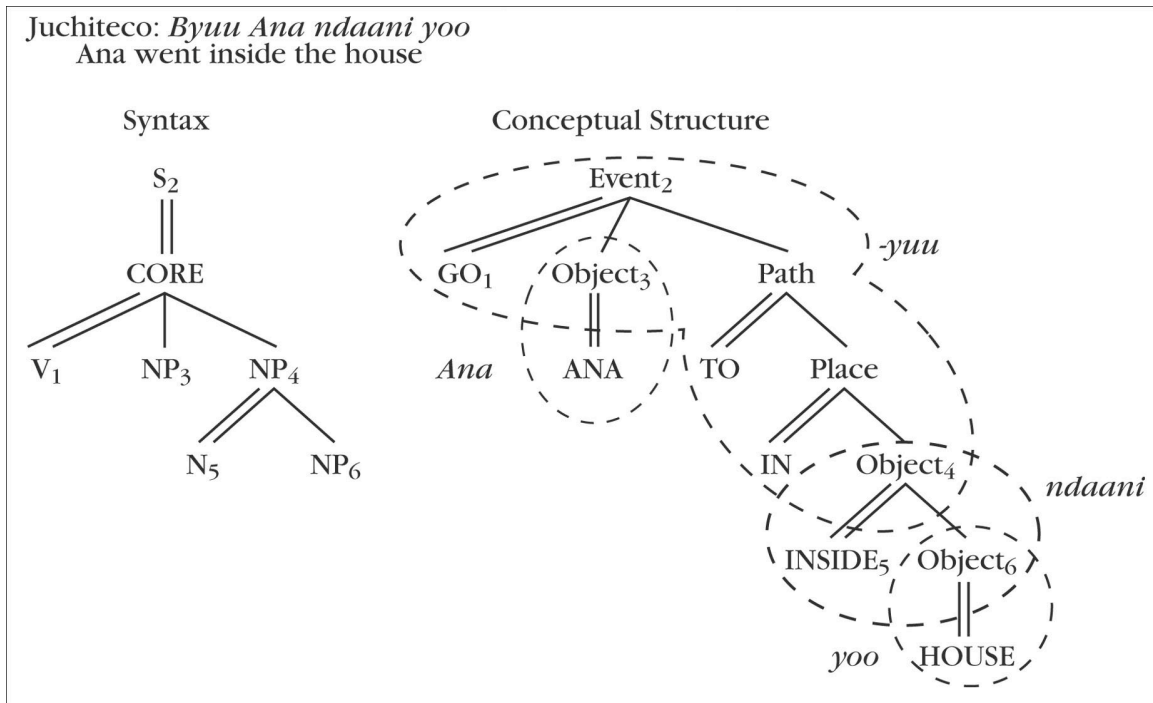 Juchiteco: Byuu Ana ndaani yoo
Ana went inside the house
Syntax
Conceptual Structure
S2
Event2
-yuu
CORE
GO1 Object3 Path
V1 NP3 NP4
Ana ANA TO Place
N5 NP6
IN Object4
ndaani
INSIDE5 Object6
yoo HOUSE